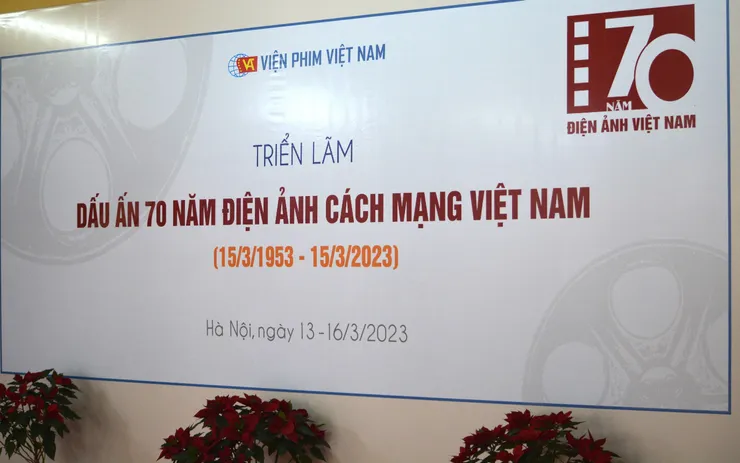 VIỆN PHIM VIỆT NAM
70
NĂM
ĐIỆN ẢNH VIỆT NAM
TRIỂN LÃM
DẤU ẤN 70 NĂM ĐIỆN ẢNH CÁCH MẠNG VIỆT NAM
(15/3/1953 - 15/3/2023)
Hà Nội, ngày 13 -16/3/2023